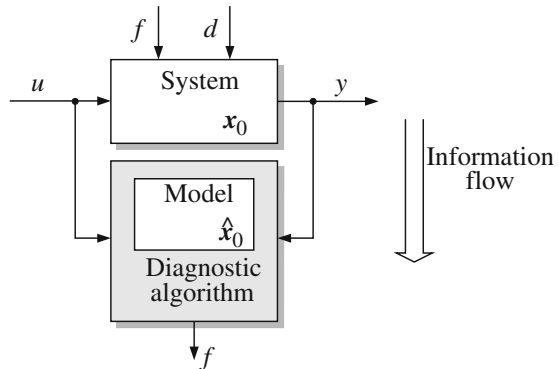 f
d
u
System
y
x₀
Information
flow
Model
x̂₀
Diagnostic
algorithm
f